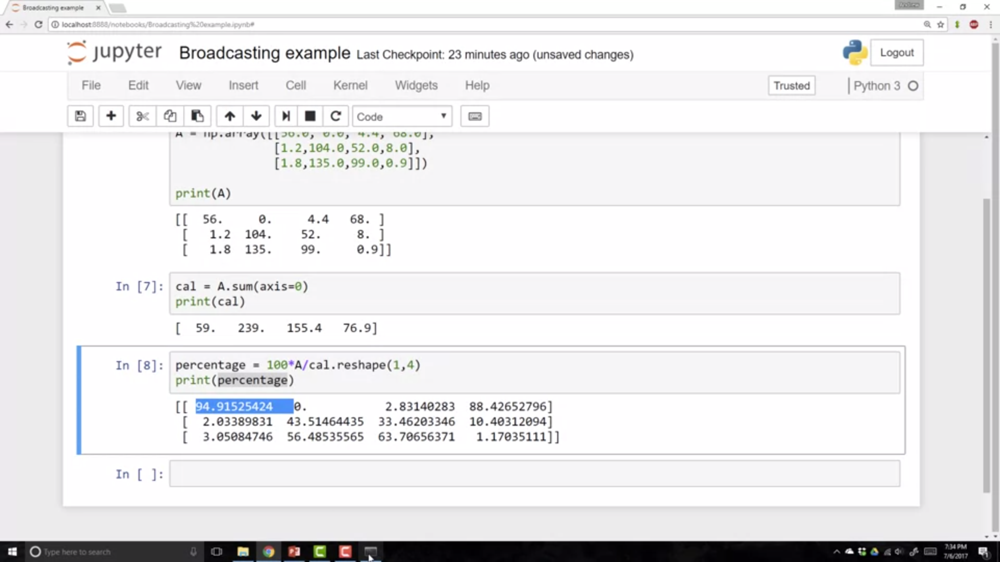 Broadcasting example
Andrew
localhost:8888/notebooks/Broadcasting%20example.ipynb#
jupyter Broadcasting example Last Checkpoint: 23 minutes ago (unsaved changes)
Logout
File Edit View Insert Cell Kernel Widgets Help
Trusted
Python 3
Code
A = np.array([[56.0, 0.0, 4.4, 68.0],
[1.2,104.0,52.0,8.0],
[1.8,135.0,99.0,0.9]])
print(A)
[[ 56. 0. 4.4 68. ]
[ 1.2 104. 52. 8. ]
[ 1.8 135. 99. 0.9]]
In [7]: cal = A.sum(axis=0)
print(cal)
[ 59. 239. 155.4 76.9]
In [8]: percentage = 100*A/cal.reshape(1,4)
print(percentage)
[[ 94.91525424 0. 2.83140283 88.42652796]
[ 2.03389831 43.51464435 33.46203346 10.40312094]
[ 3.05084746 56.48535565 63.70656371 1.17035111]]
In [ ]:
Type here to search
7:34 PM
7/6/2017